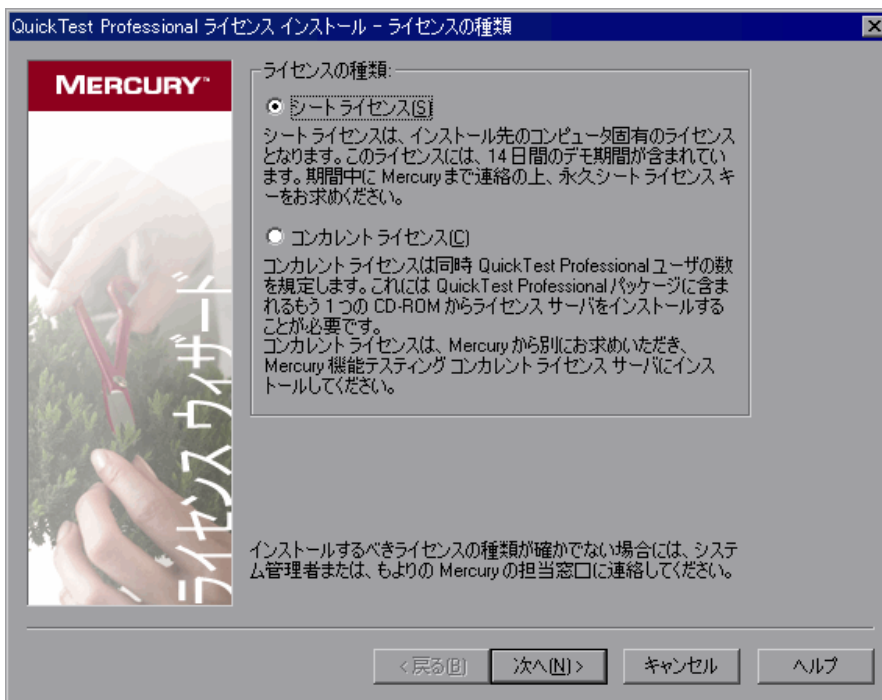 QuickTest Professional ライセンス インストール - ライセンスの種類
MERCURY™
ライセンス ウィザード
ライセンスの種類:
シート ライセンス(S)
シート ライセンスは、インストール先のコンピュータ固有のライセンス
となります。このライセンスには、14 日間のデモ期間が含まれてい
ます。期間中に Mercury まで連絡の上、永久シート ライセンス キ
ーをお求めください。
コンカレント ライセンス(C)
コンカレント ライセンスは同時 QuickTest Professional ユーザの数
を規定します。これには QuickTest Professional パッケージに含ま
れるもう 1 つの CD-ROM からライセンス サーバをインストールする
ことが必要です。
コンカレント ライセンスは、Mercury から別にお求めいただき、
Mercury 機能テスティング コンカレント ライセンス サーバにインス
トールしてください。
インストールするべきライセンスの種類が確かでない場合には、システ
ム管理者または、もよりの Mercury の担当窓口に連絡してください。
< 戻る(B)
次へ(N) >
キャンセル
ヘルプ